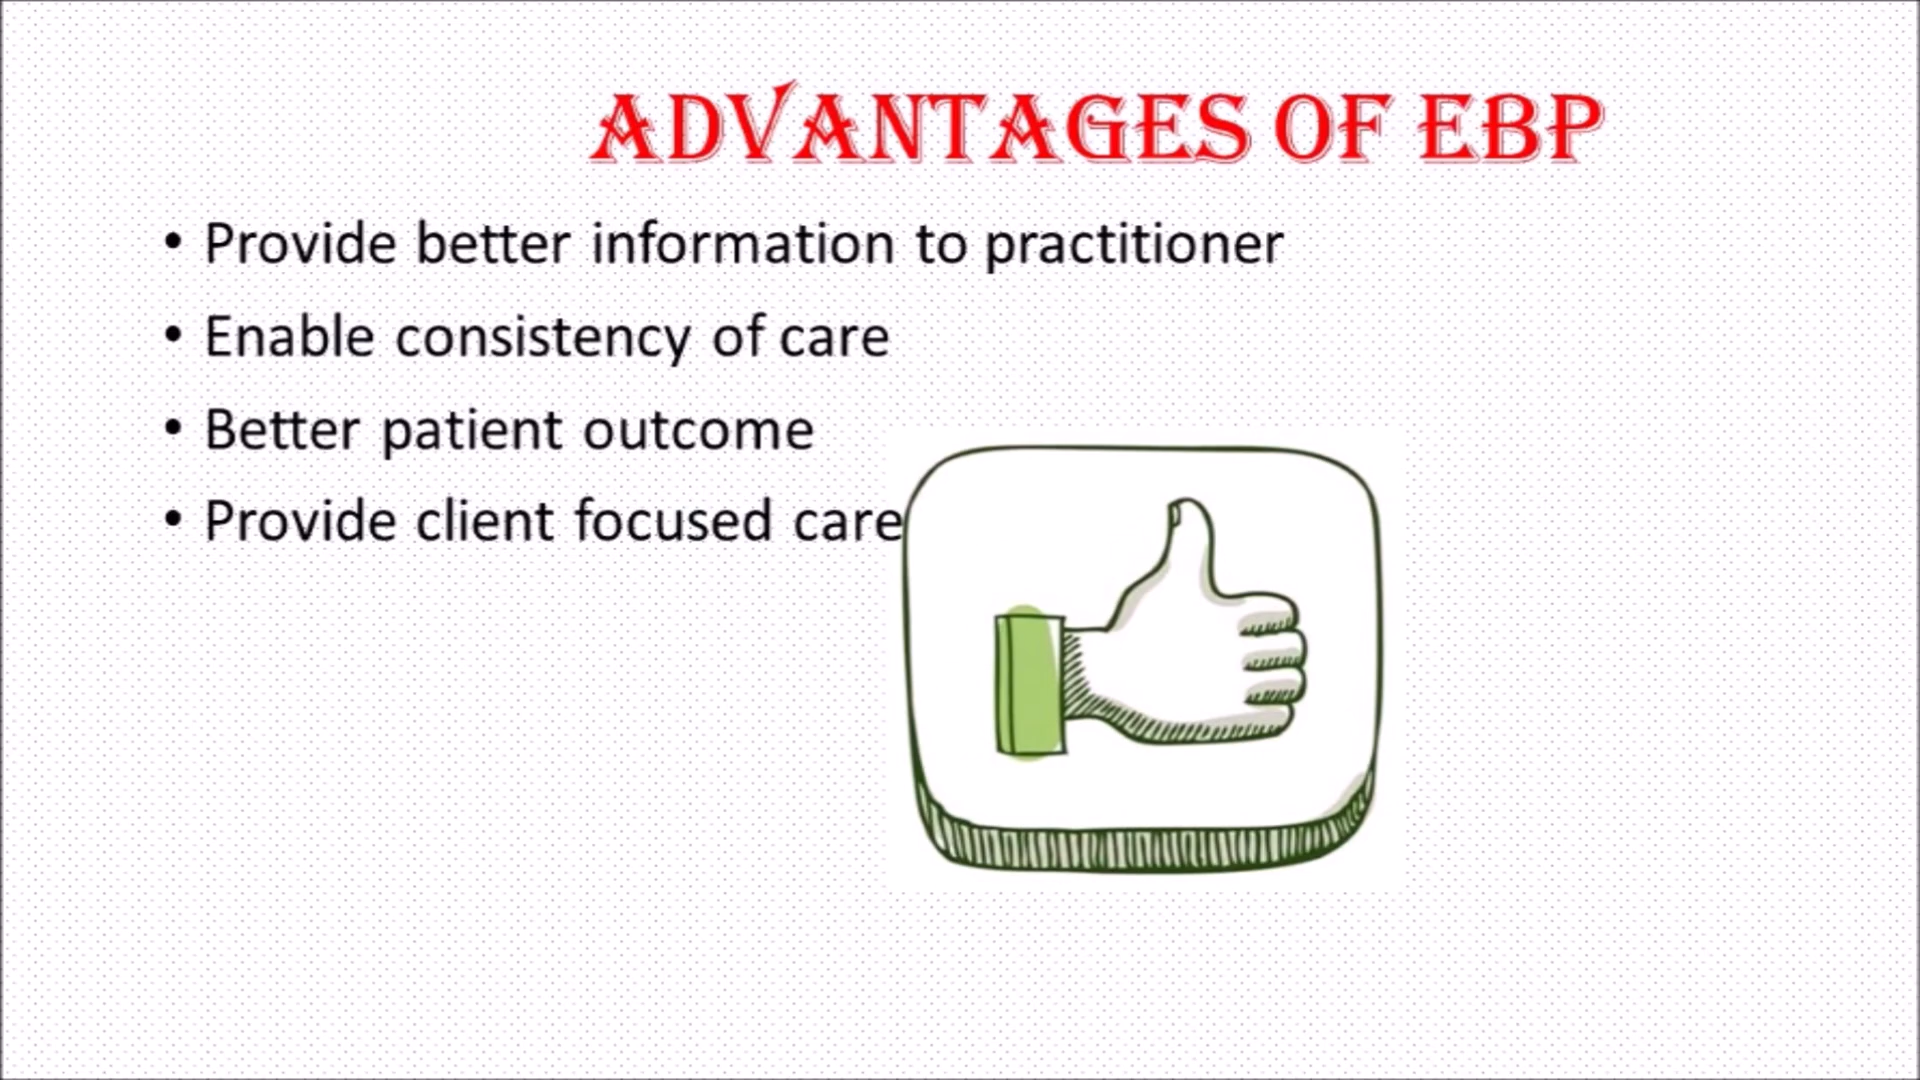 ADVANTAGES OF EBP
• Provide better information to practitioner
• Enable consistency of care
• Better patient outcome
• Provide client focused care